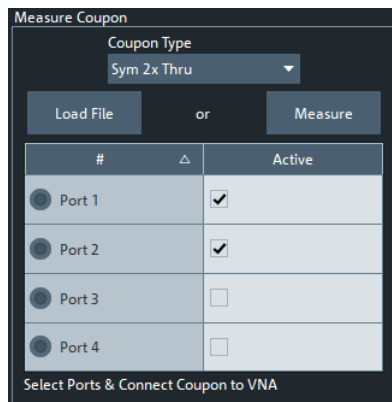 Measure Coupon
Coupon Type
Sym 2x Thru
Load File or Measure
# Active
Port 1
Port 2
Port 3
Port 4
Select Ports & Connect Coupon to VNA